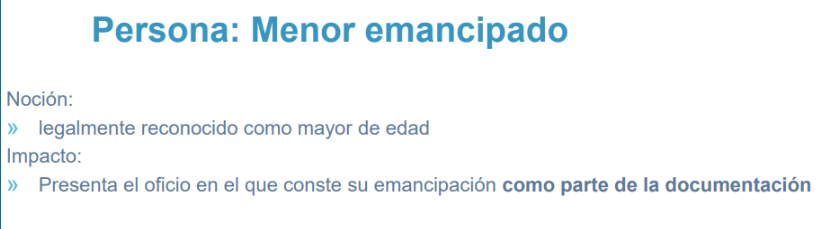 Persona: Menor emancipado
Noción:
» legalmente reconocido como mayor de edad
Impacto:
» Presenta el oficio en el que conste su emancipación como parte de la documentación